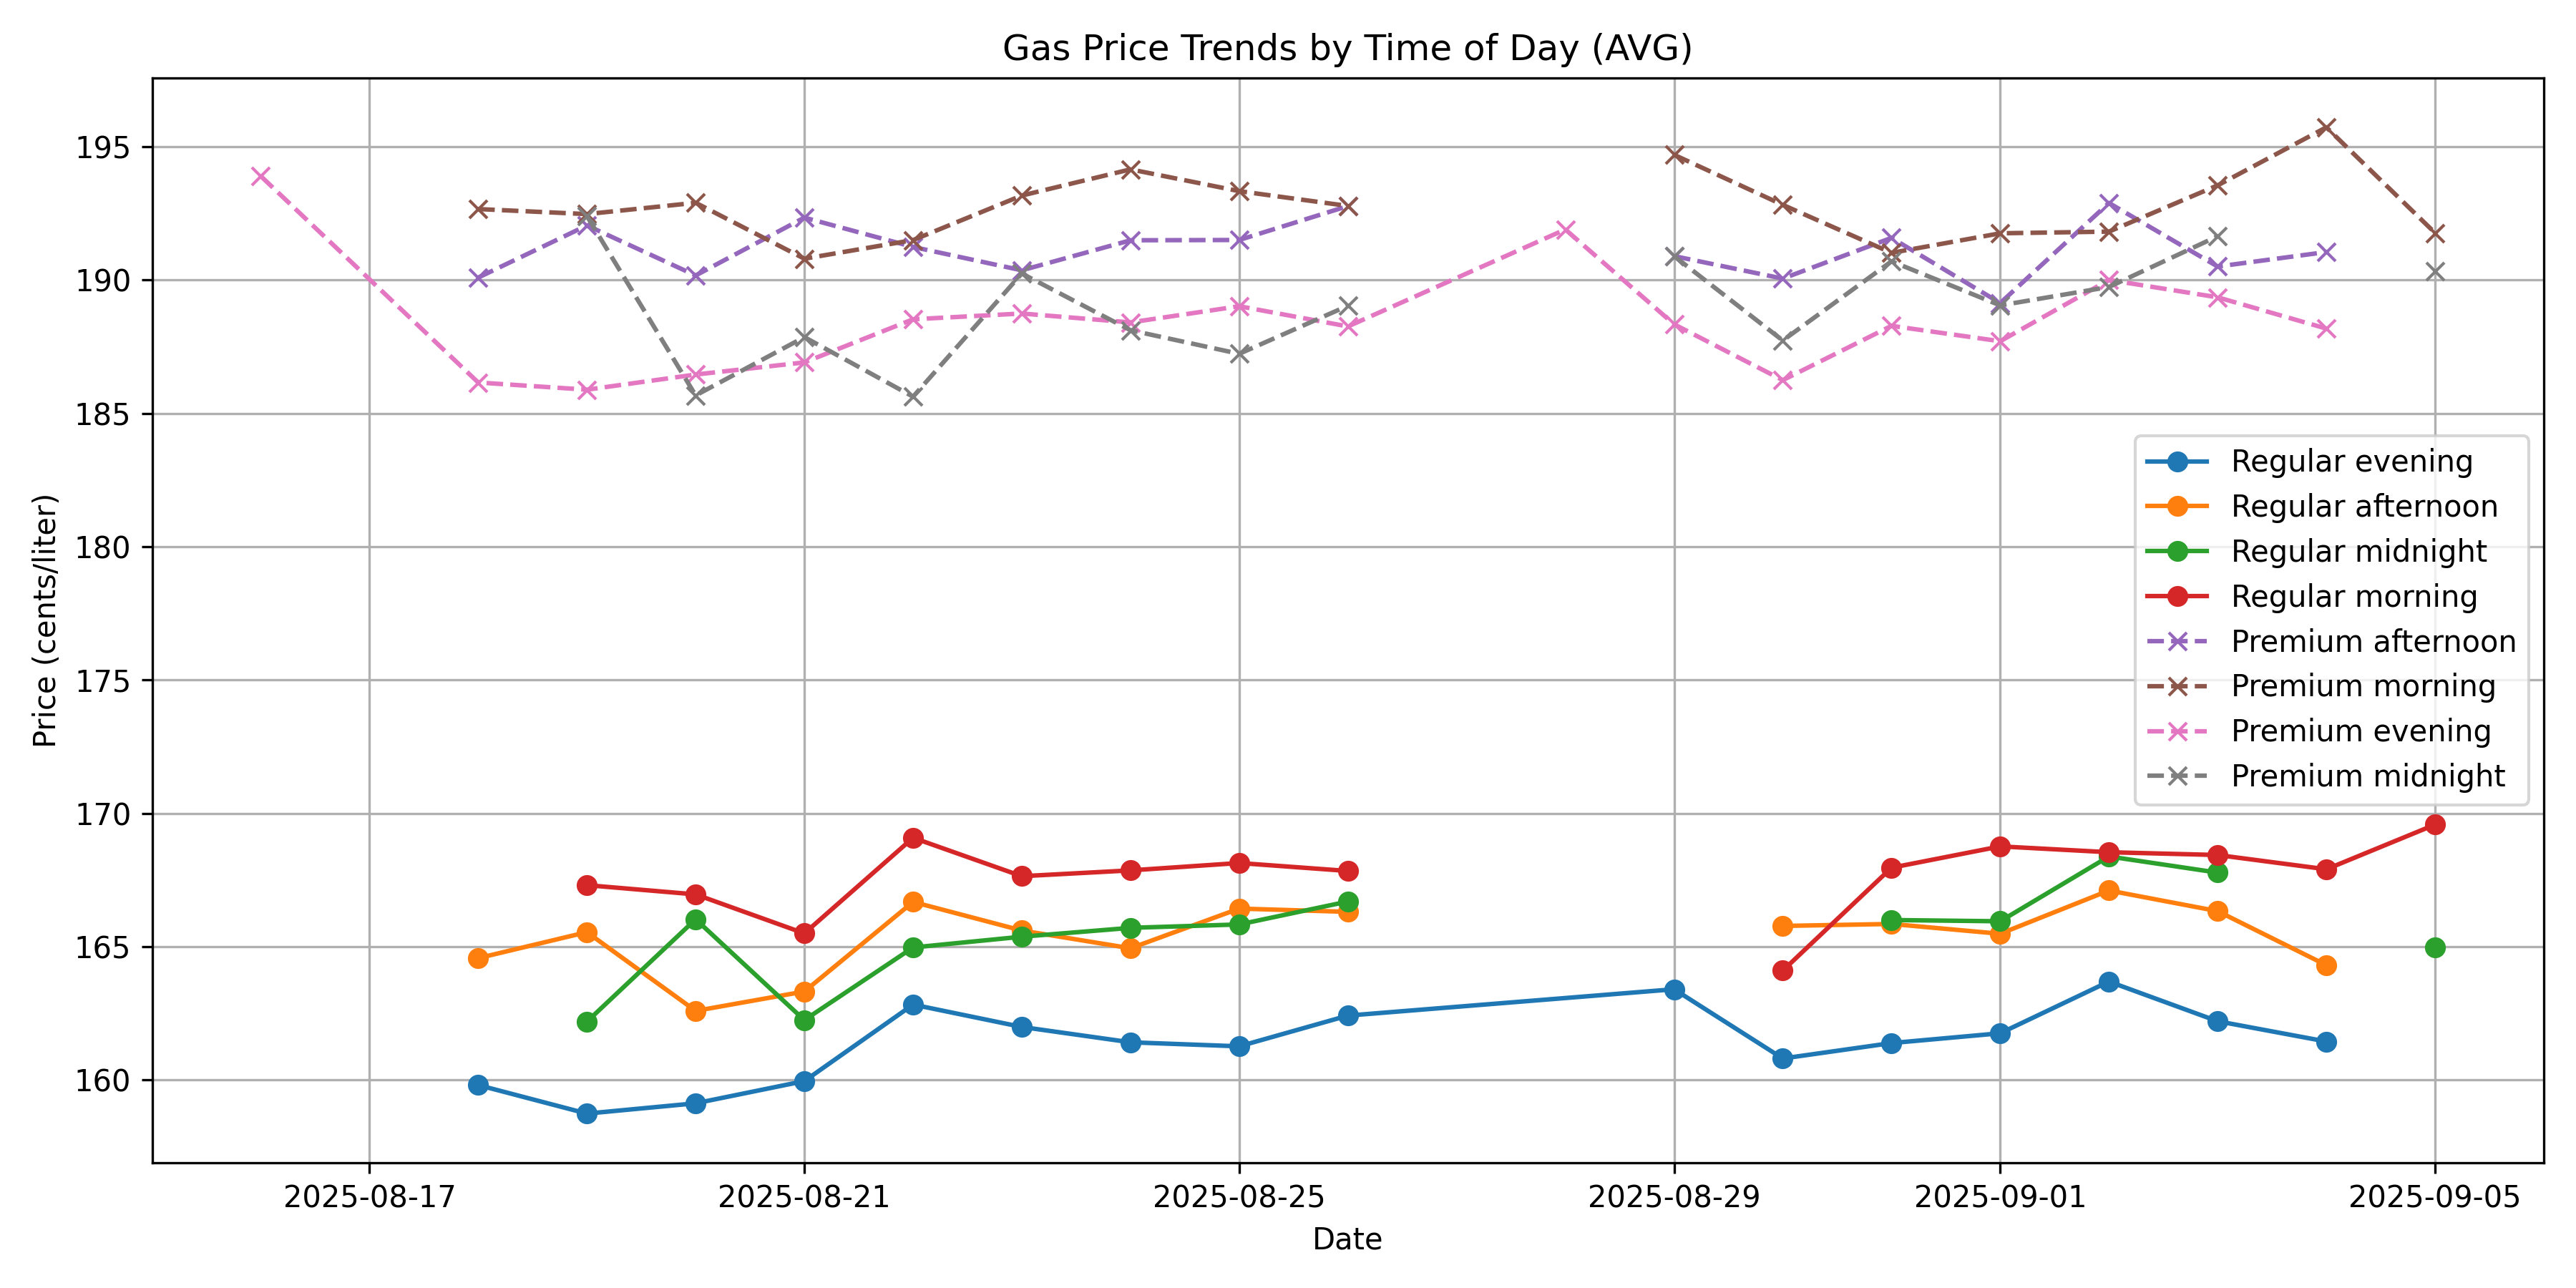 Gas Price Trends by Time of Day (AVG)
Price (cents/liter)
195
190
185
180
175
170
165
160
Regular evening
Regular afternoon
Regular midnight
Regular morning
Premium afternoon
Premium morning
Premium evening
Premium midnight
2025-08-17 2025-08-21 2025-08-25 2025-08-29 2025-09-01 2025-09-05
Date